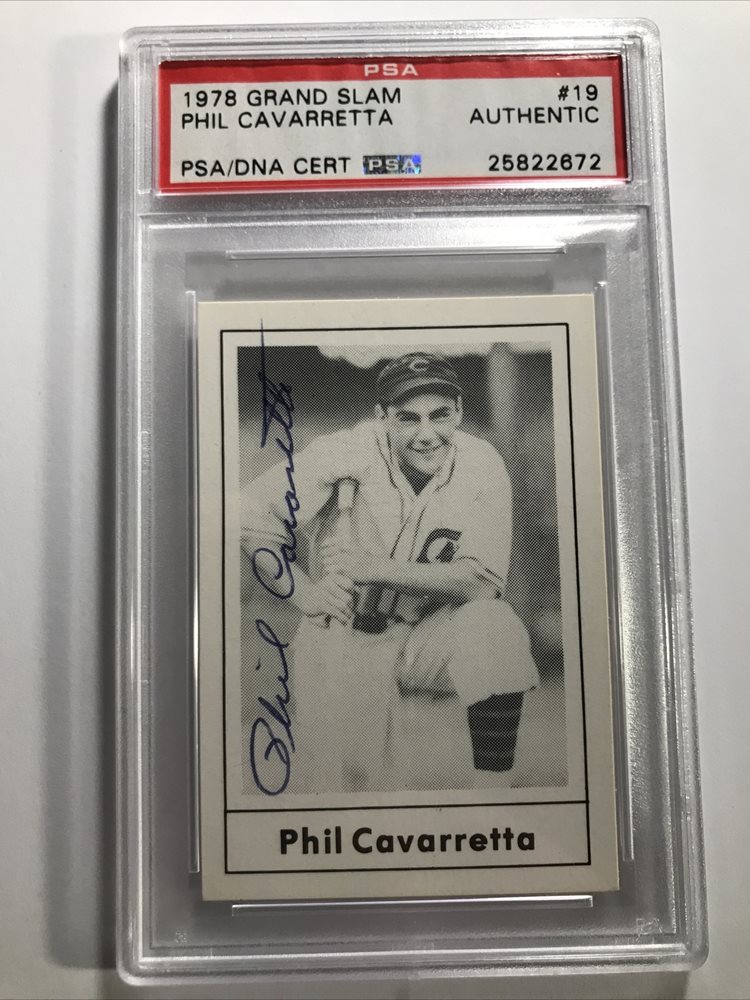 PSA
1978 GRAND SLAM #19
PHIL CAVARRETTA AUTHENTIC
PSA/DNA CERT PSA 25822672
C
C
Phil Cavarretta
Phil Cavarretta